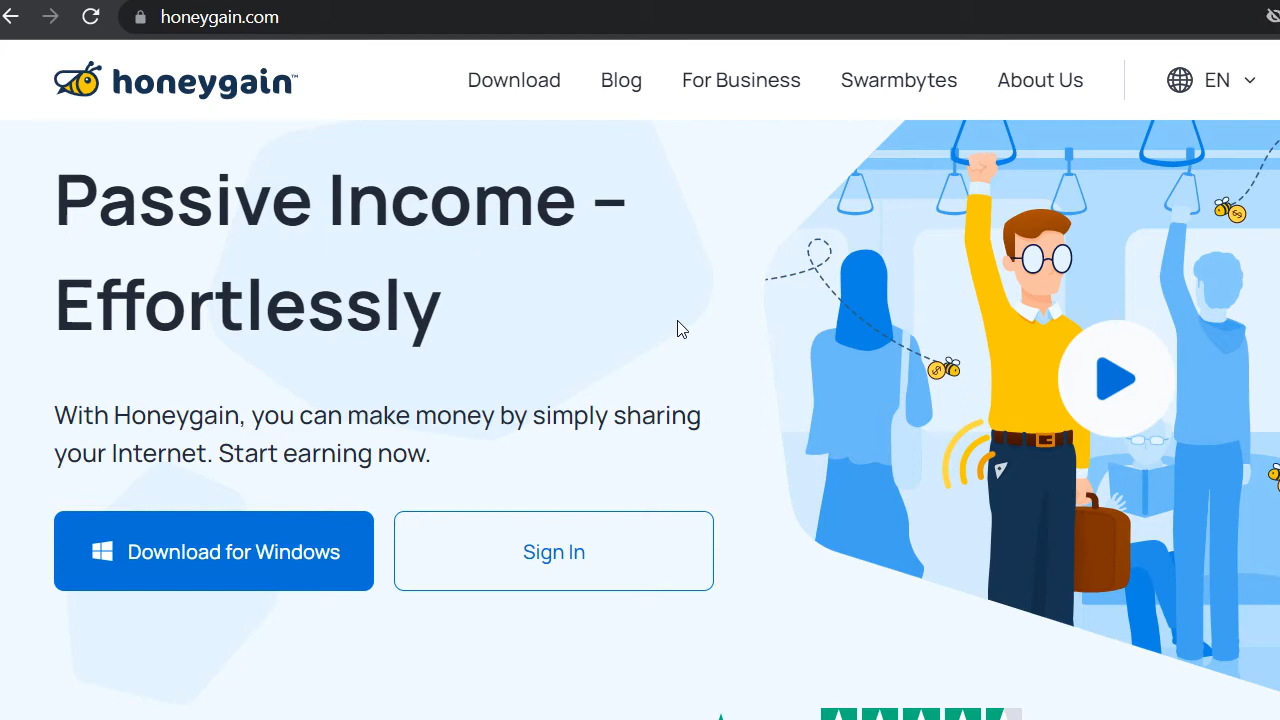 honeygain.com
honeygain™
Download
Blog
For Business
Swarmbytes
About Us
EN
Passive Income –
Effortlessly
With Honeygain, you can make money by simply sharing
your Internet. Start earning now.
Download for Windows
Sign In